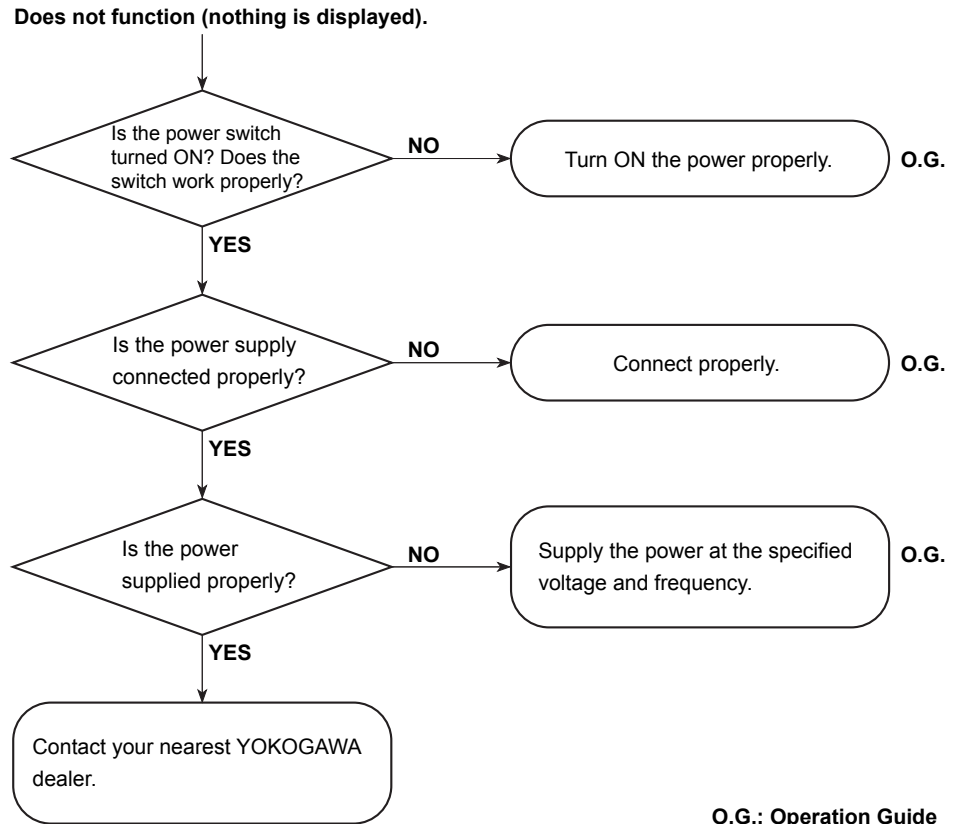 Does not function (nothing is displayed).
Is the power switch
turned ON? Does the
switch work properly?
NO
Turn ON the power properly.
O.G.
YES
Is the power supply
connected properly?
NO
Connect properly.
O.G.
YES
Is the power
supplied properly?
NO
Supply the power at the specified
voltage and frequency.
O.G.
YES
Contact your nearest YOKOGAWA
dealer.
O.G.: Operation Guide